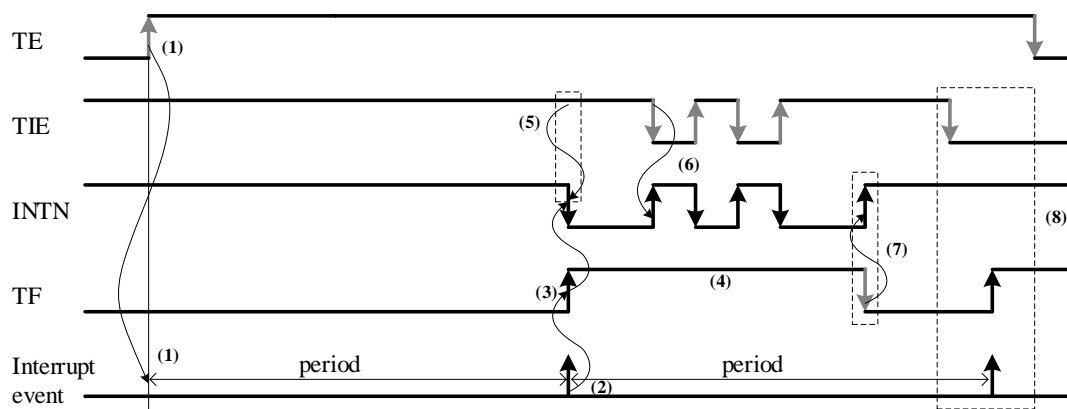 TE
(1)
TIE
(5)
(6)
INTN
(7)
(8)
TF
(3)
(4)
Interrupt
event
(1)
period
(2)
period